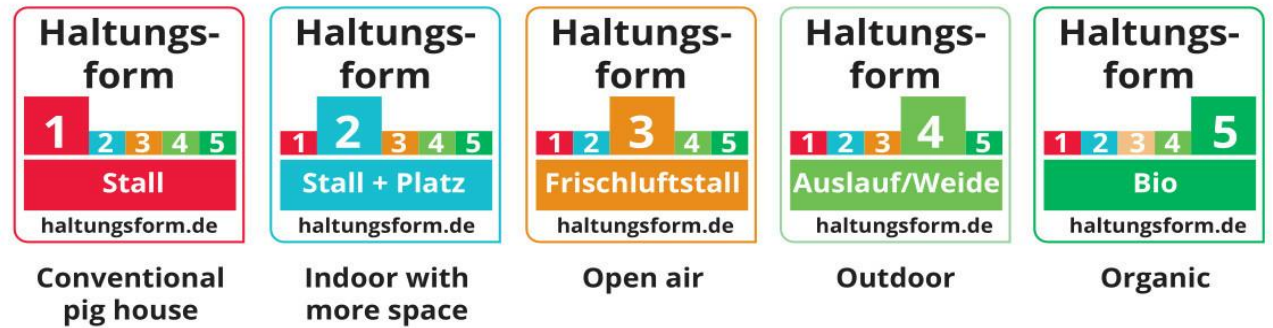 Haltungs-
form
1 2 3 4 5
Stall
haltungsform.de
Conventional
pig house
Haltungs-
form
1 2 3 4 5
Stall + Platz
haltungsform.de
Indoor with
more space
Haltungs-
form
1 2 3 4 5
Frischluftstall
haltungsform.de
Open air
Haltungs-
form
1 2 3 4 5
Auslauf/Weide
haltungsform.de
Outdoor
Haltungs-
form
1 2 3 4 5
Bio
haltungsform.de
Organic